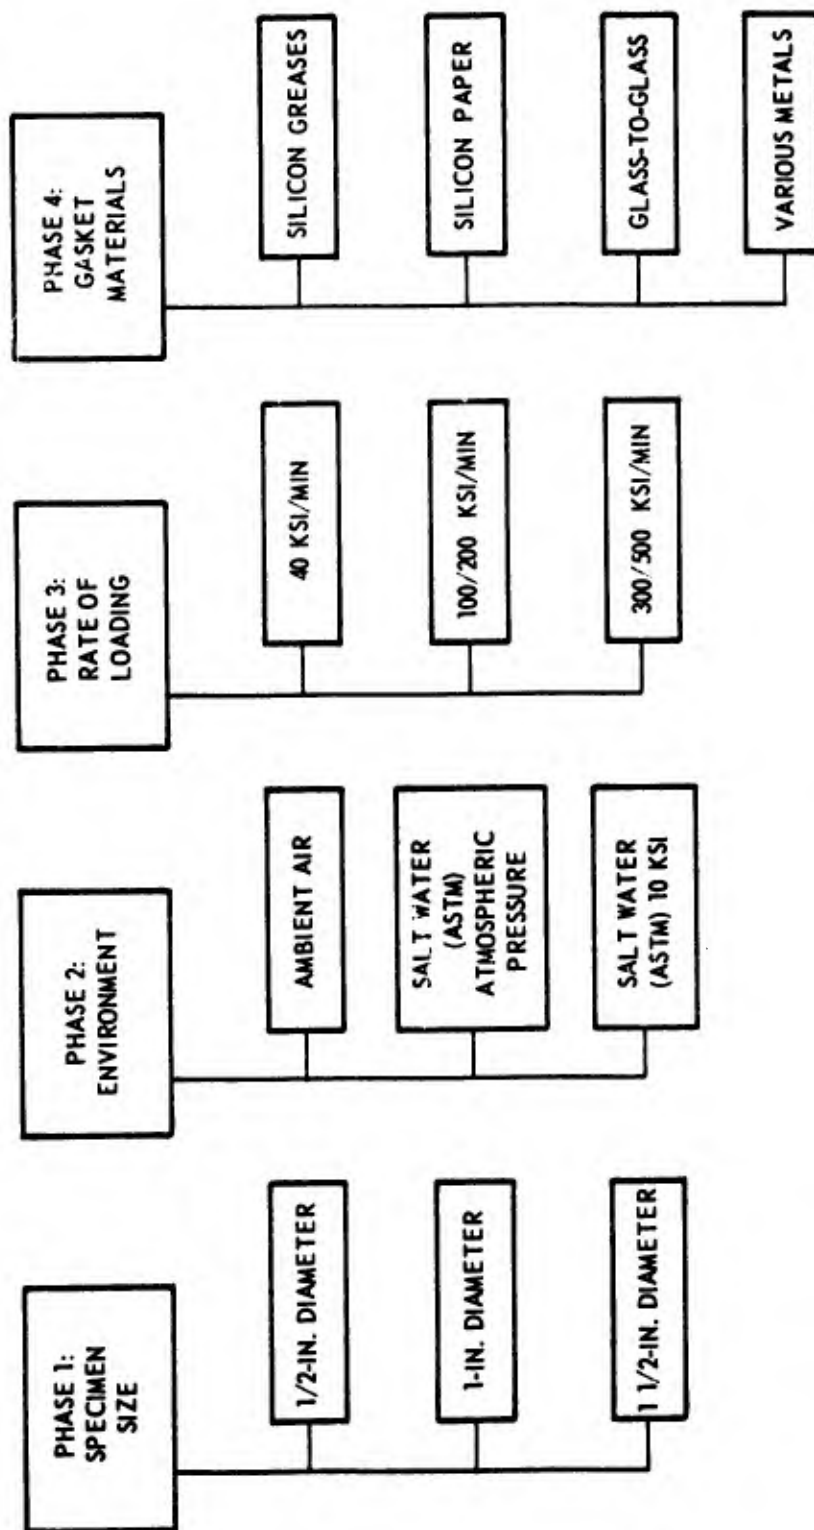 PHASE 1:
SPECIMEN
SIZE
1/2-IN. DIAMETER
1-IN. DIAMETER
1 1/2-IN. DIAMETER
PHASE 2:
ENVIRONMENT
AMBIENT AIR
SALT WATER
(ASTM)
ATMOSPHERIC
PRESSURE
SALT WATER
(ASTM) 10 KSI
PHASE 3:
RATE OF
LOADING
40 KSI/MIN
100/200 KSI/MIN
300/500 KSI/MIN
PHASE 4:
GASKET
MATERIALS
SILICON GREASES
SILICON PAPER
GLASS-TO-GLASS
VARIOUS METALS